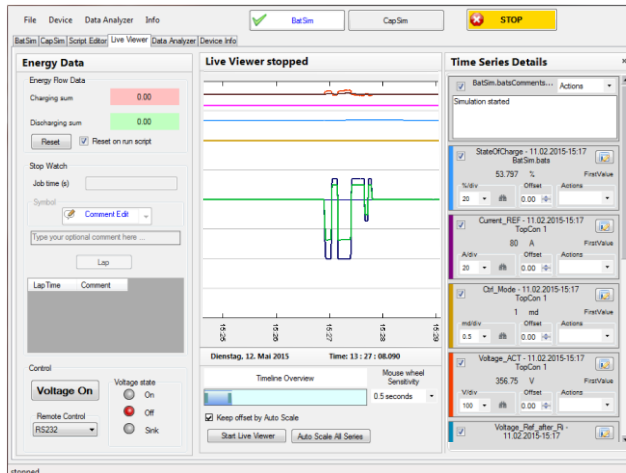 File Device Data Analyzer Info BatSim CapSim STOP
BatSim CapSim Script Editor Live Viewer Data Analyzer Device Info
Energy Data
Energy Flow Data
Charging sum 0.00
Discharging sum 0.00
Reset Reset on run script
Stop Watch
Job time (s)
Symbol
Comment Edit
Type your optional comment here ...
Lap
Lap Time Comment
Control
Voltage On
Voltage state
On
Off
Sink
Remote Control
RS232
Live Viewer stopped
15:25 15:26 15:27 15:28 15:29
Dienstag, 12. Mai 2015 Time: 13 : 27 : 08.090
Timeline Overview
Mouse wheel
Sensitivity
0.5 seconds
Keep offset by Auto Scale
Start Live Viewer Auto Scale All Series
Time Series Details
BatSim.batsComments... Actions
Simulation started
StateOfCharge - 11.02.2015-15:17
BatSim.bats
53.797 % FirstValue
%/div Offset Actions
20 0.00
Current_REF - 11.02.2015-15:17
TopCon 1
80 A FirstValue
A/div Offset Actions
20 0.00
Ctrl_Mode - 11.02.2015-15:17
TopCon 1
1 md FirstValue
md/div Offset Actions
0.5 0.00
Voltage_ACT - 11.02.2015-15:17
TopCon 1
356.75 V FirstValue
V/div Offset Actions
100 0.00
Voltage_Ref_after_Ri -
11.02.2015-15:17
stopped